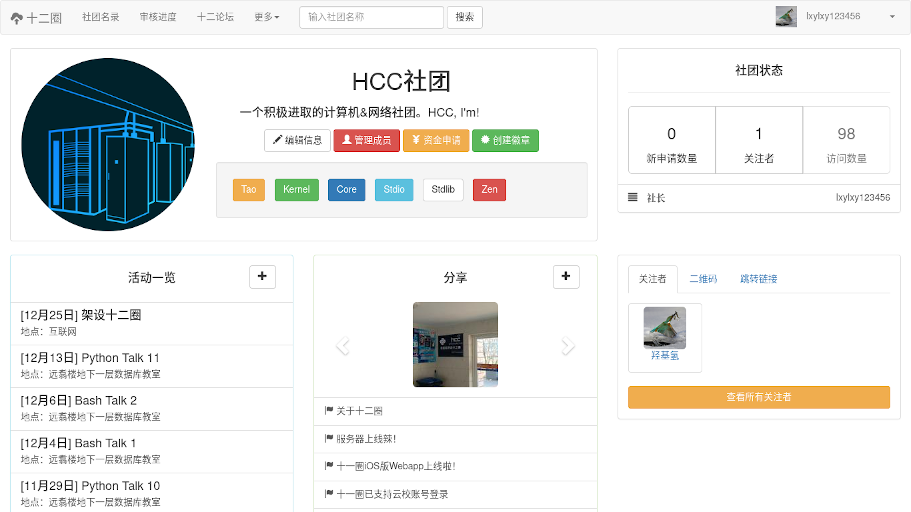 十二圈 社团名录 审核进度 十二论坛 更多 输入社团名称 搜索 lxylxy123456
HCC社团
一个积极进取的计算机&网络社团。HCC, I'm!
编辑信息 管理成员 资金申请 创建徽章
Tao Kernel Core Stdio Stdlib Zen
社团状态
0 1 98
新申请数量 关注者 访问数量
社长 lxylxy123456
活动一览
[12月25日] 架设十二圈
地点：互联网
[12月13日] Python Talk 11
地点：远翥楼地下一层数据库教室
[12月6日] Bash Talk 2
地点：远翥楼地下一层数据库教室
[12月4日] Bash Talk 1
地点：远翥楼地下一层数据库教室
[11月29日] Python Talk 10
地点：远翥楼地下一层数据库教室
分享
HCC
关于十二圈
服务器上线辣！
十一圈iOS版Webapp上线啦！
十一圈已支持云校账号登录
关注者 二维码 跳转链接
羟基氢
查看所有关注者